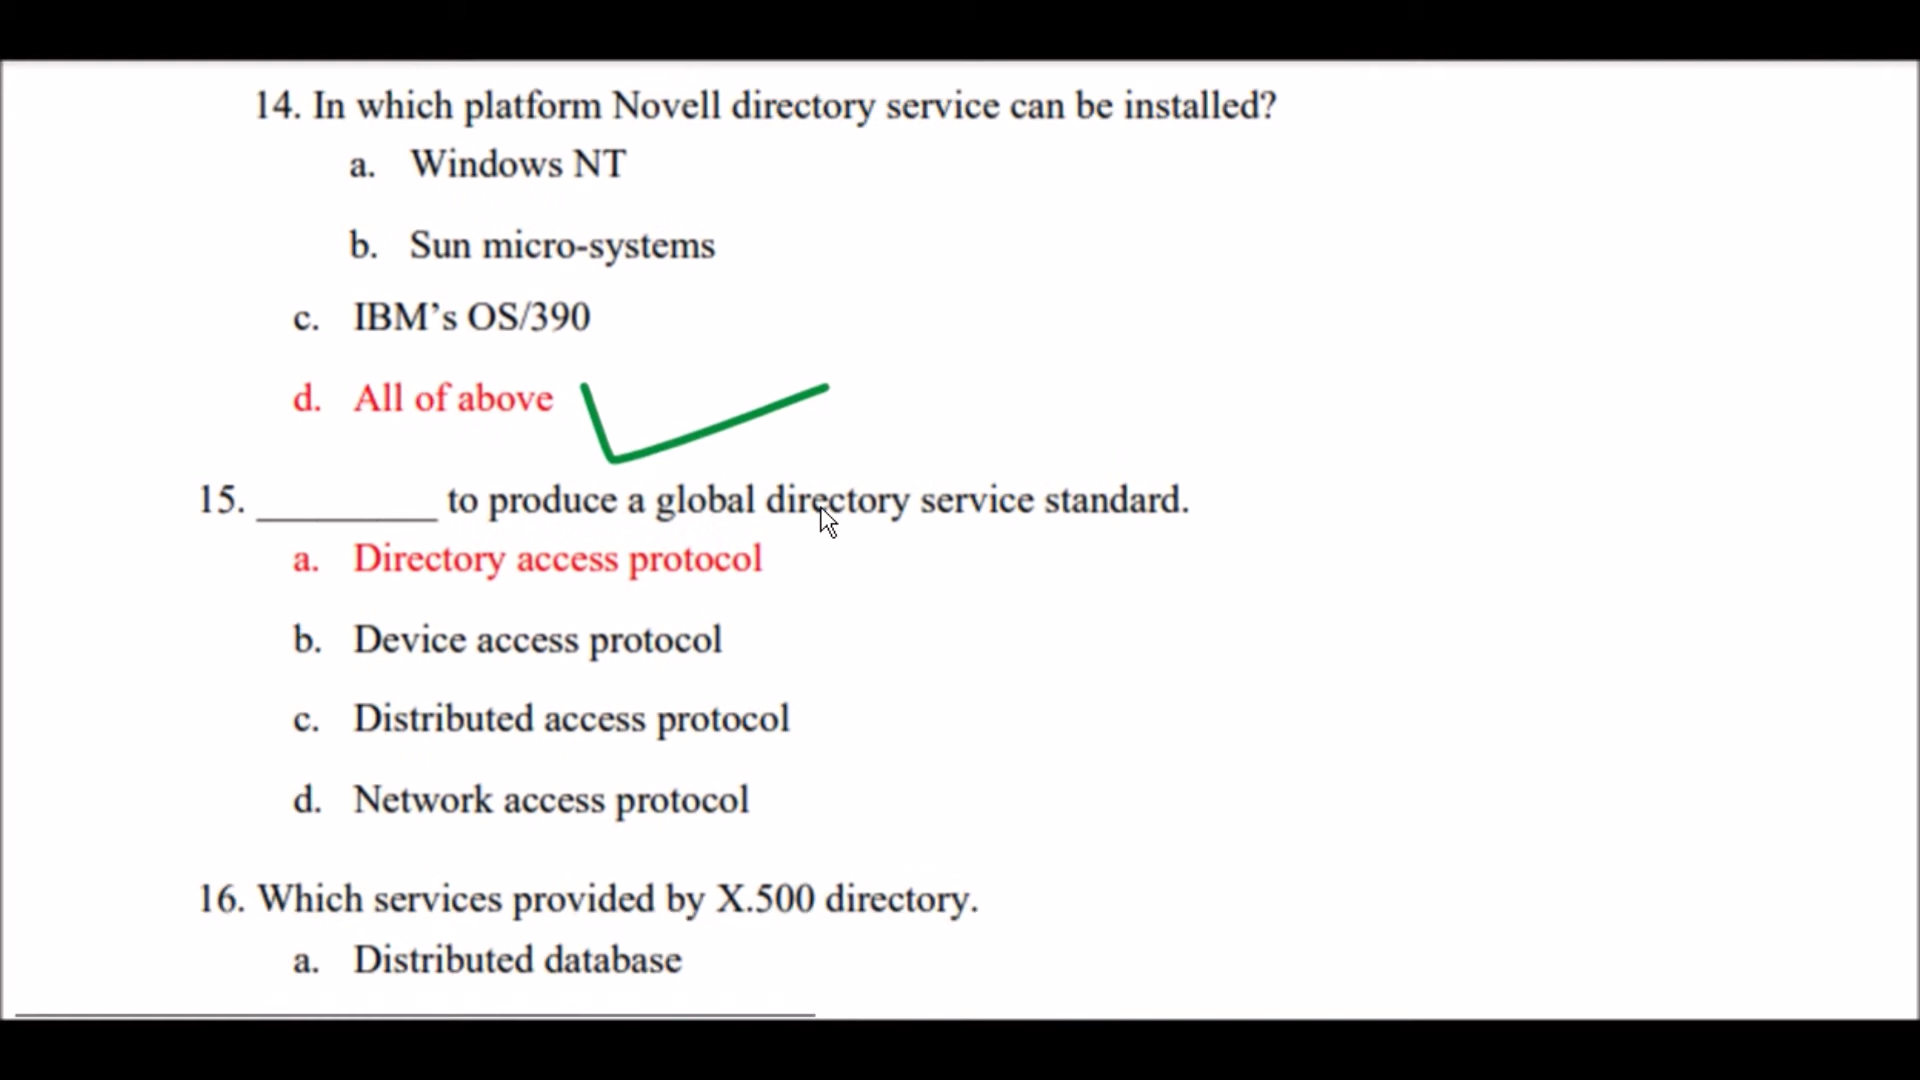 14. In which platform Novell directory service can be installed?
a. Windows NT
b. Sun micro-systems
c. IBM’s OS/390
d. All of above
15. _________ to produce a global directory service standard.
a. Directory access protocol
b. Device access protocol
c. Distributed access protocol
d. Network access protocol
16. Which services provided by X.500 directory.
a. Distributed database